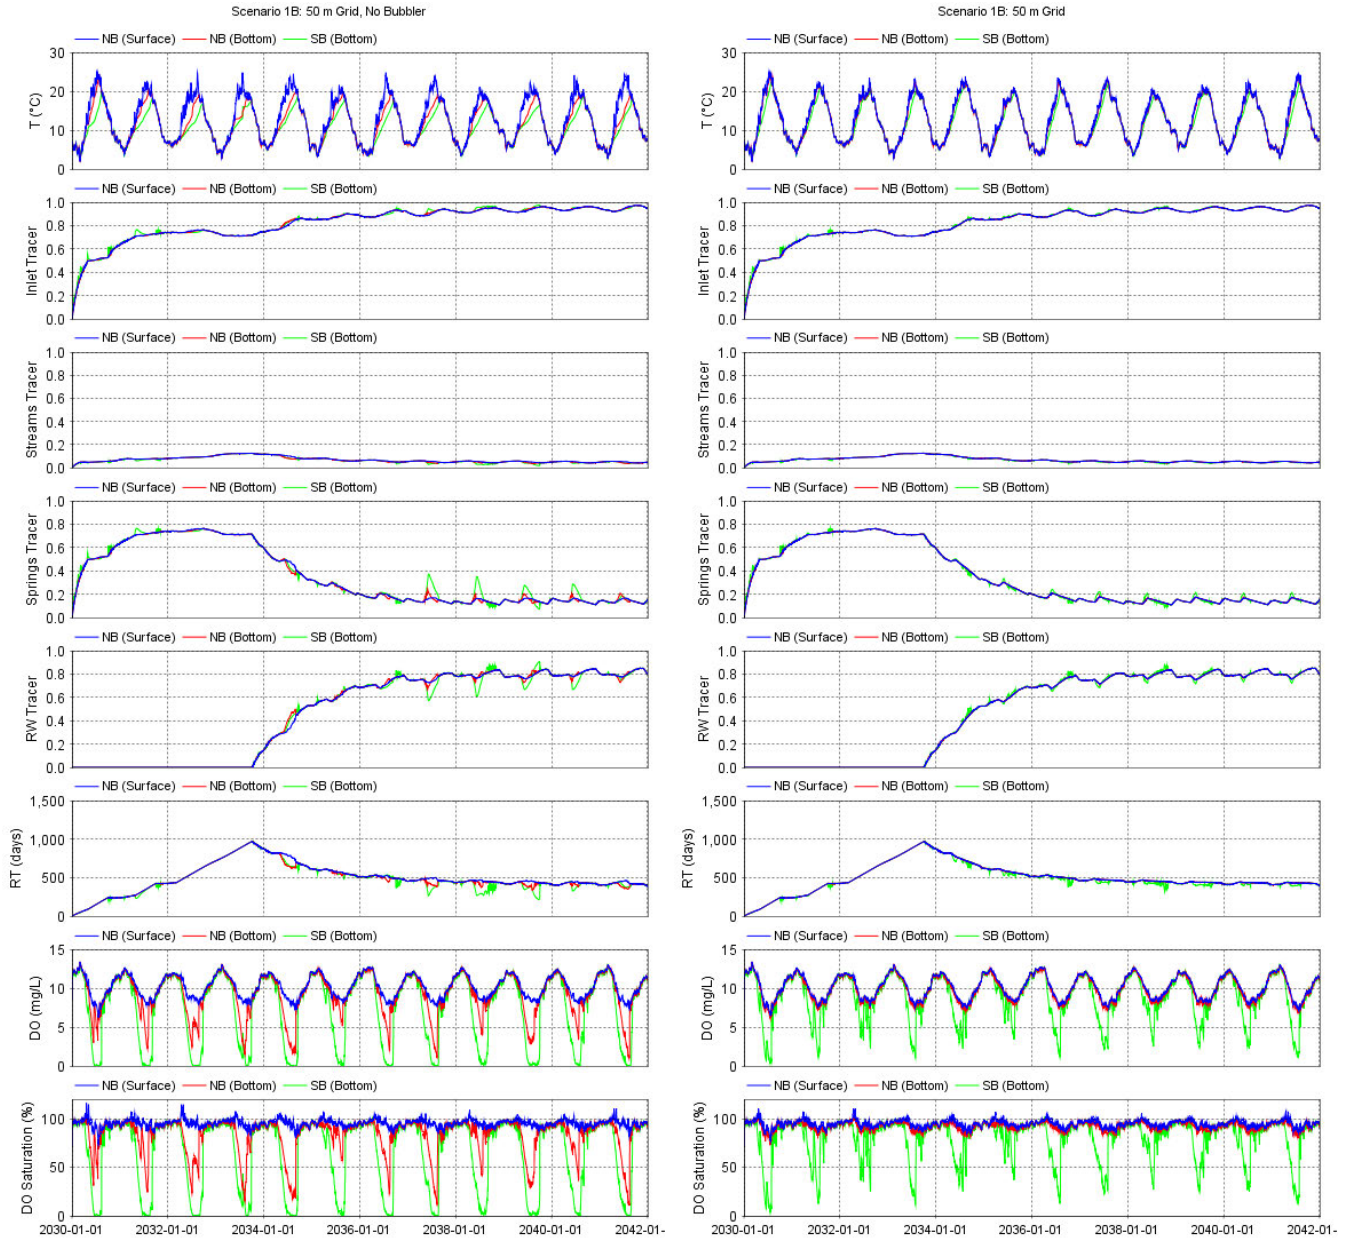 Scenario 1B: 50 m Grid, No Bubbler
NB (Surface) NB (Bottom) SB (Bottom)
30
20
10
0
T (°C)
NB (Surface) NB (Bottom) SB (Bottom)
1.0
0.8
0.6
0.4
0.2
0.0
Inlet Tracer
NB (Surface) NB (Bottom) SB (Bottom)
1.0
0.8
0.6
0.4
0.2
0.0
Streams Tracer
NB (Surface) NB (Bottom) SB (Bottom)
1.0
0.8
0.6
0.4
0.2
0.0
Springs Tracer
NB (Surface) NB (Bottom) SB (Bottom)
1.0
0.8
0.6
0.4
0.2
0.0
RW Tracer
NB (Surface) NB (Bottom) SB (Bottom)
1,500
1,000
500
0
RT (days)
NB (Surface) NB (Bottom) SB (Bottom)
15
10
5
0
DO (mg/L)
NB (Surface) NB (Bottom) SB (Bottom)
100
50
0
DO Saturation (%)
2030-01-01 2032-01-01 2034-01-01 2036-01-01 2038-01-01 2040-01-01 2042-01-
Scenario 1B: 50 m Grid
NB (Surface) NB (Bottom) SB (Bottom)
30
20
10
0
T (°C)
NB (Surface) NB (Bottom) SB (Bottom)
1.0
0.8
0.6
0.4
0.2
0.0
Inlet Tracer
NB (Surface) NB (Bottom) SB (Bottom)
1.0
0.8
0.6
0.4
0.2
0.0
Streams Tracer
NB (Surface) NB (Bottom) SB (Bottom)
1.0
0.8
0.6
0.4
0.2
0.0
Springs Tracer
NB (Surface) NB (Bottom) SB (Bottom)
1.0
0.8
0.6
0.4
0.2
0.0
RW Tracer
NB (Surface) NB (Bottom) SB (Bottom)
1,500
1,000
500
0
RT (days)
NB (Surface) NB (Bottom) SB (Bottom)
15
10
5
0
DO (mg/L)
NB (Surface) NB (Bottom) SB (Bottom)
100
50
0
DO Saturation (%)
2030-01-01 2032-01-01 2034-01-01 2036-01-01 2038-01-01 2040-01-01 2042-01-